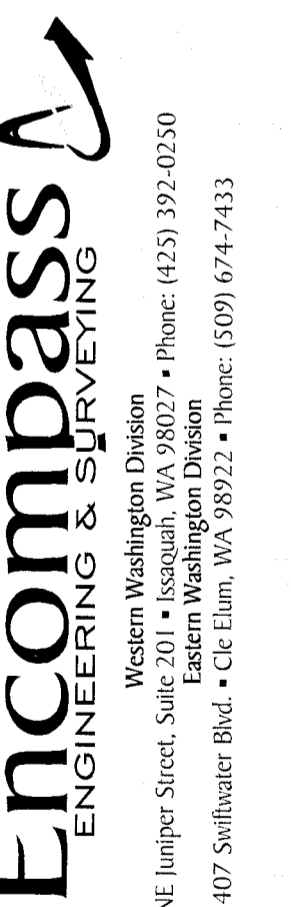 Encompass
ENGINEERING & SURVEYING
Western Washington Division
NE Juniper Street, Suite 201 ▪ Issaquah, WA 98027 ▪ Phone: (425) 392-0250
Eastern Washington Division
407 Swiftwater Blvd. ▪ Cle Elum, WA 98922 ▪ Phone: (509) 674-7433